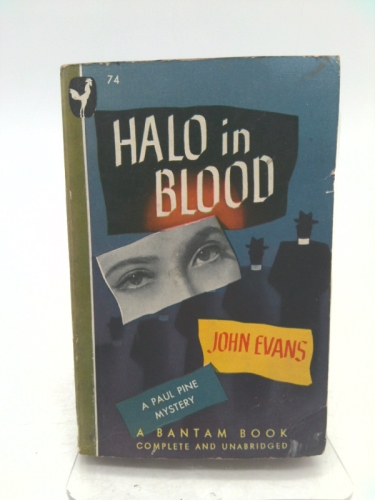 74
HALO in
BLOOD
JOHN EVANS
A PAUL PINE
MYSTERY
A BANTAM BOOK
COMPLETE AND UNABRIDGED